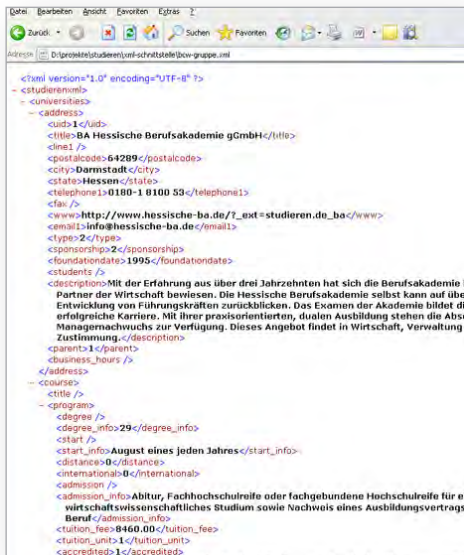 Datei Bearbeiten Ansicht Favoriten Extras ?
Zurück Suchen Favoriten
Adresse D:\projekte\studieren\xml-schnittstelle\bcw-gruppe.xml
<?xml version="1.0" encoding="UTF-8" ?>
- <studierenxml>
- <universities>
- <address>
<uid>1</uid>
<title>BA Hessische Berufsakademie gGmbH</title>
<line1 />
<postalcode>64289</postalcode>
<city>Darmstadt</city>
<state>Hessen</state>
<telephone1>0180-1 8100 53</telephone1>
<fax />
<www>http://www.hessische-ba.de/?_ext=studieren.de_ba</www>
<email1>info@hessische-ba.de</email1>
<type>2</type>
<sponsorship>2</sponsorship>
<foundationdate>1995</foundationdate>
<students />
<description>Mit der Erfahrung aus über drei Jahrzehnten hat sich die Berufsakademie
Partner der Wirtschaft bewiesen. Die Hessische Berufsakademie selbst kann auf übe
Entwicklung von Führungskräften zurückblicken. Das Examen der Akademie bildet di
erfolgreiche Karriere. Mit ihrer praxisorientierten, dualen Ausbildung stehen die Abs
Managernachwuchs zur Verfügung. Dieses Angebot findet in Wirtschaft, Verwaltung
Zustimmung.</description>
<parent>1</parent>
<business_hours />
</address>
- <course>
<title />
- <program>
<degree />
<degree_info>29</degree_info>
<start />
<start_info>August eines jeden Jahres</start_info>
<distance>0</distance>
<international>0</international>
<admission />
<admission_info>Abitur, Fachhochschulreife oder fachgebundene Hochschulreife für e
wirtschaftswissenschaftliches Studium sowie Nachweis eines Ausbildungsvertrags
Beruf</admission_info>
<tuition_fee>8460.00</tuition_fee>
<tuition_unit>1</tuition_unit>
<accredited>1</accredited>